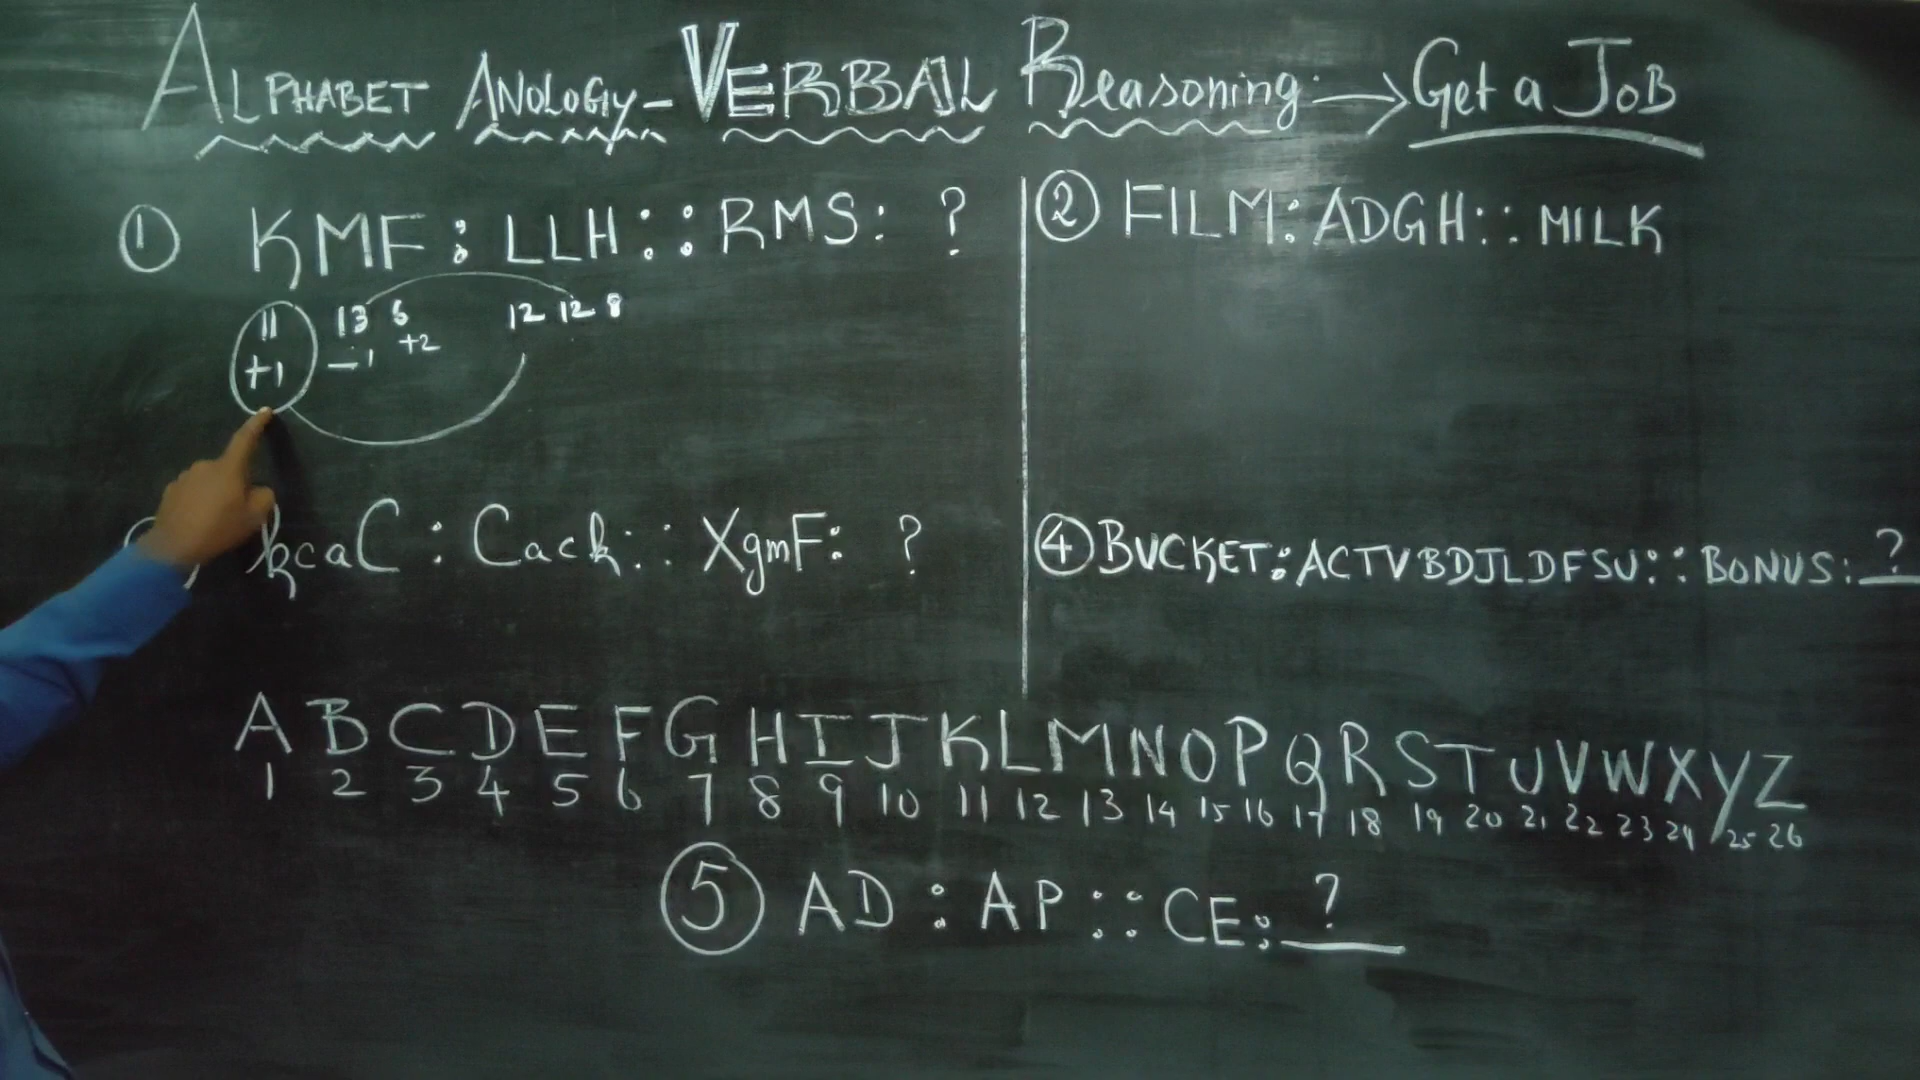 ALPHABET ANOLOGY - VERBAL Reasoning → Get a JOB
① KMF : LLH : : RMS : ?
11 13 6 12 12 8
+1 -1 +2
② FILM : ADGH : : MILK
kcaC : Cack : : XgmF : ?
④ BUCKET : ACTVBDJLDFSU : : BONUS : ?
A B C D E F G H I J K L M N O P Q R S T U V W X Y Z
1 2 3 4 5 6 7 8 9 10 11 12 13 14 15 16 17 18 19 20 21 22 23 24 25 26
⑤ AD : AP : : CE : ?